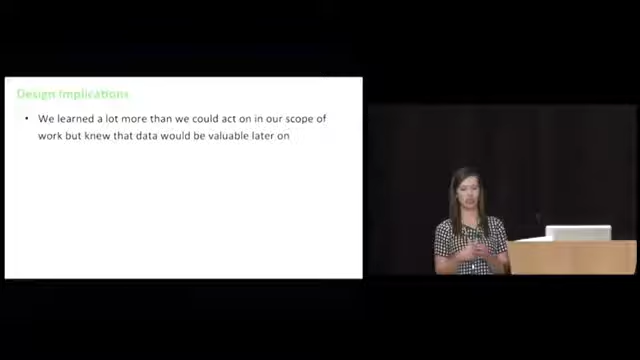 Design Implications
• We learned a lot more than we could act on in our scope of
work but knew that data would be valuable later on